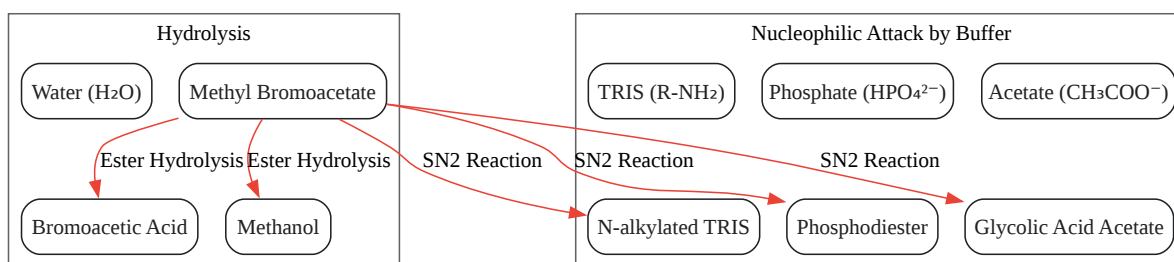 Hydrolysis
Nucleophilic Attack by Buffer
Water (H₂O)
Methyl Bromoacetate
TRIS (R-NH₂)
Phosphate (HPO₄²⁻)
Acetate (CH₃COO⁻)
Ester Hydrolysis
Ester Hydrolysis
SN2 Reaction
SN2 Reaction
SN2 Reaction
Bromoacetic Acid
Methanol
N-alkylated TRIS
Phosphodiester
Glycolic Acid Acetate